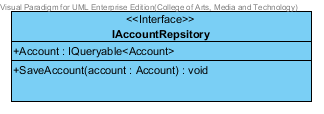 Visual Paradigm for UML Enterprise Edition(College of Arts, Media and Technology)
<<Interface>>
IAccountRepsitory
+Account : IQueryable<Account>
+SaveAccount(account : Account) : void